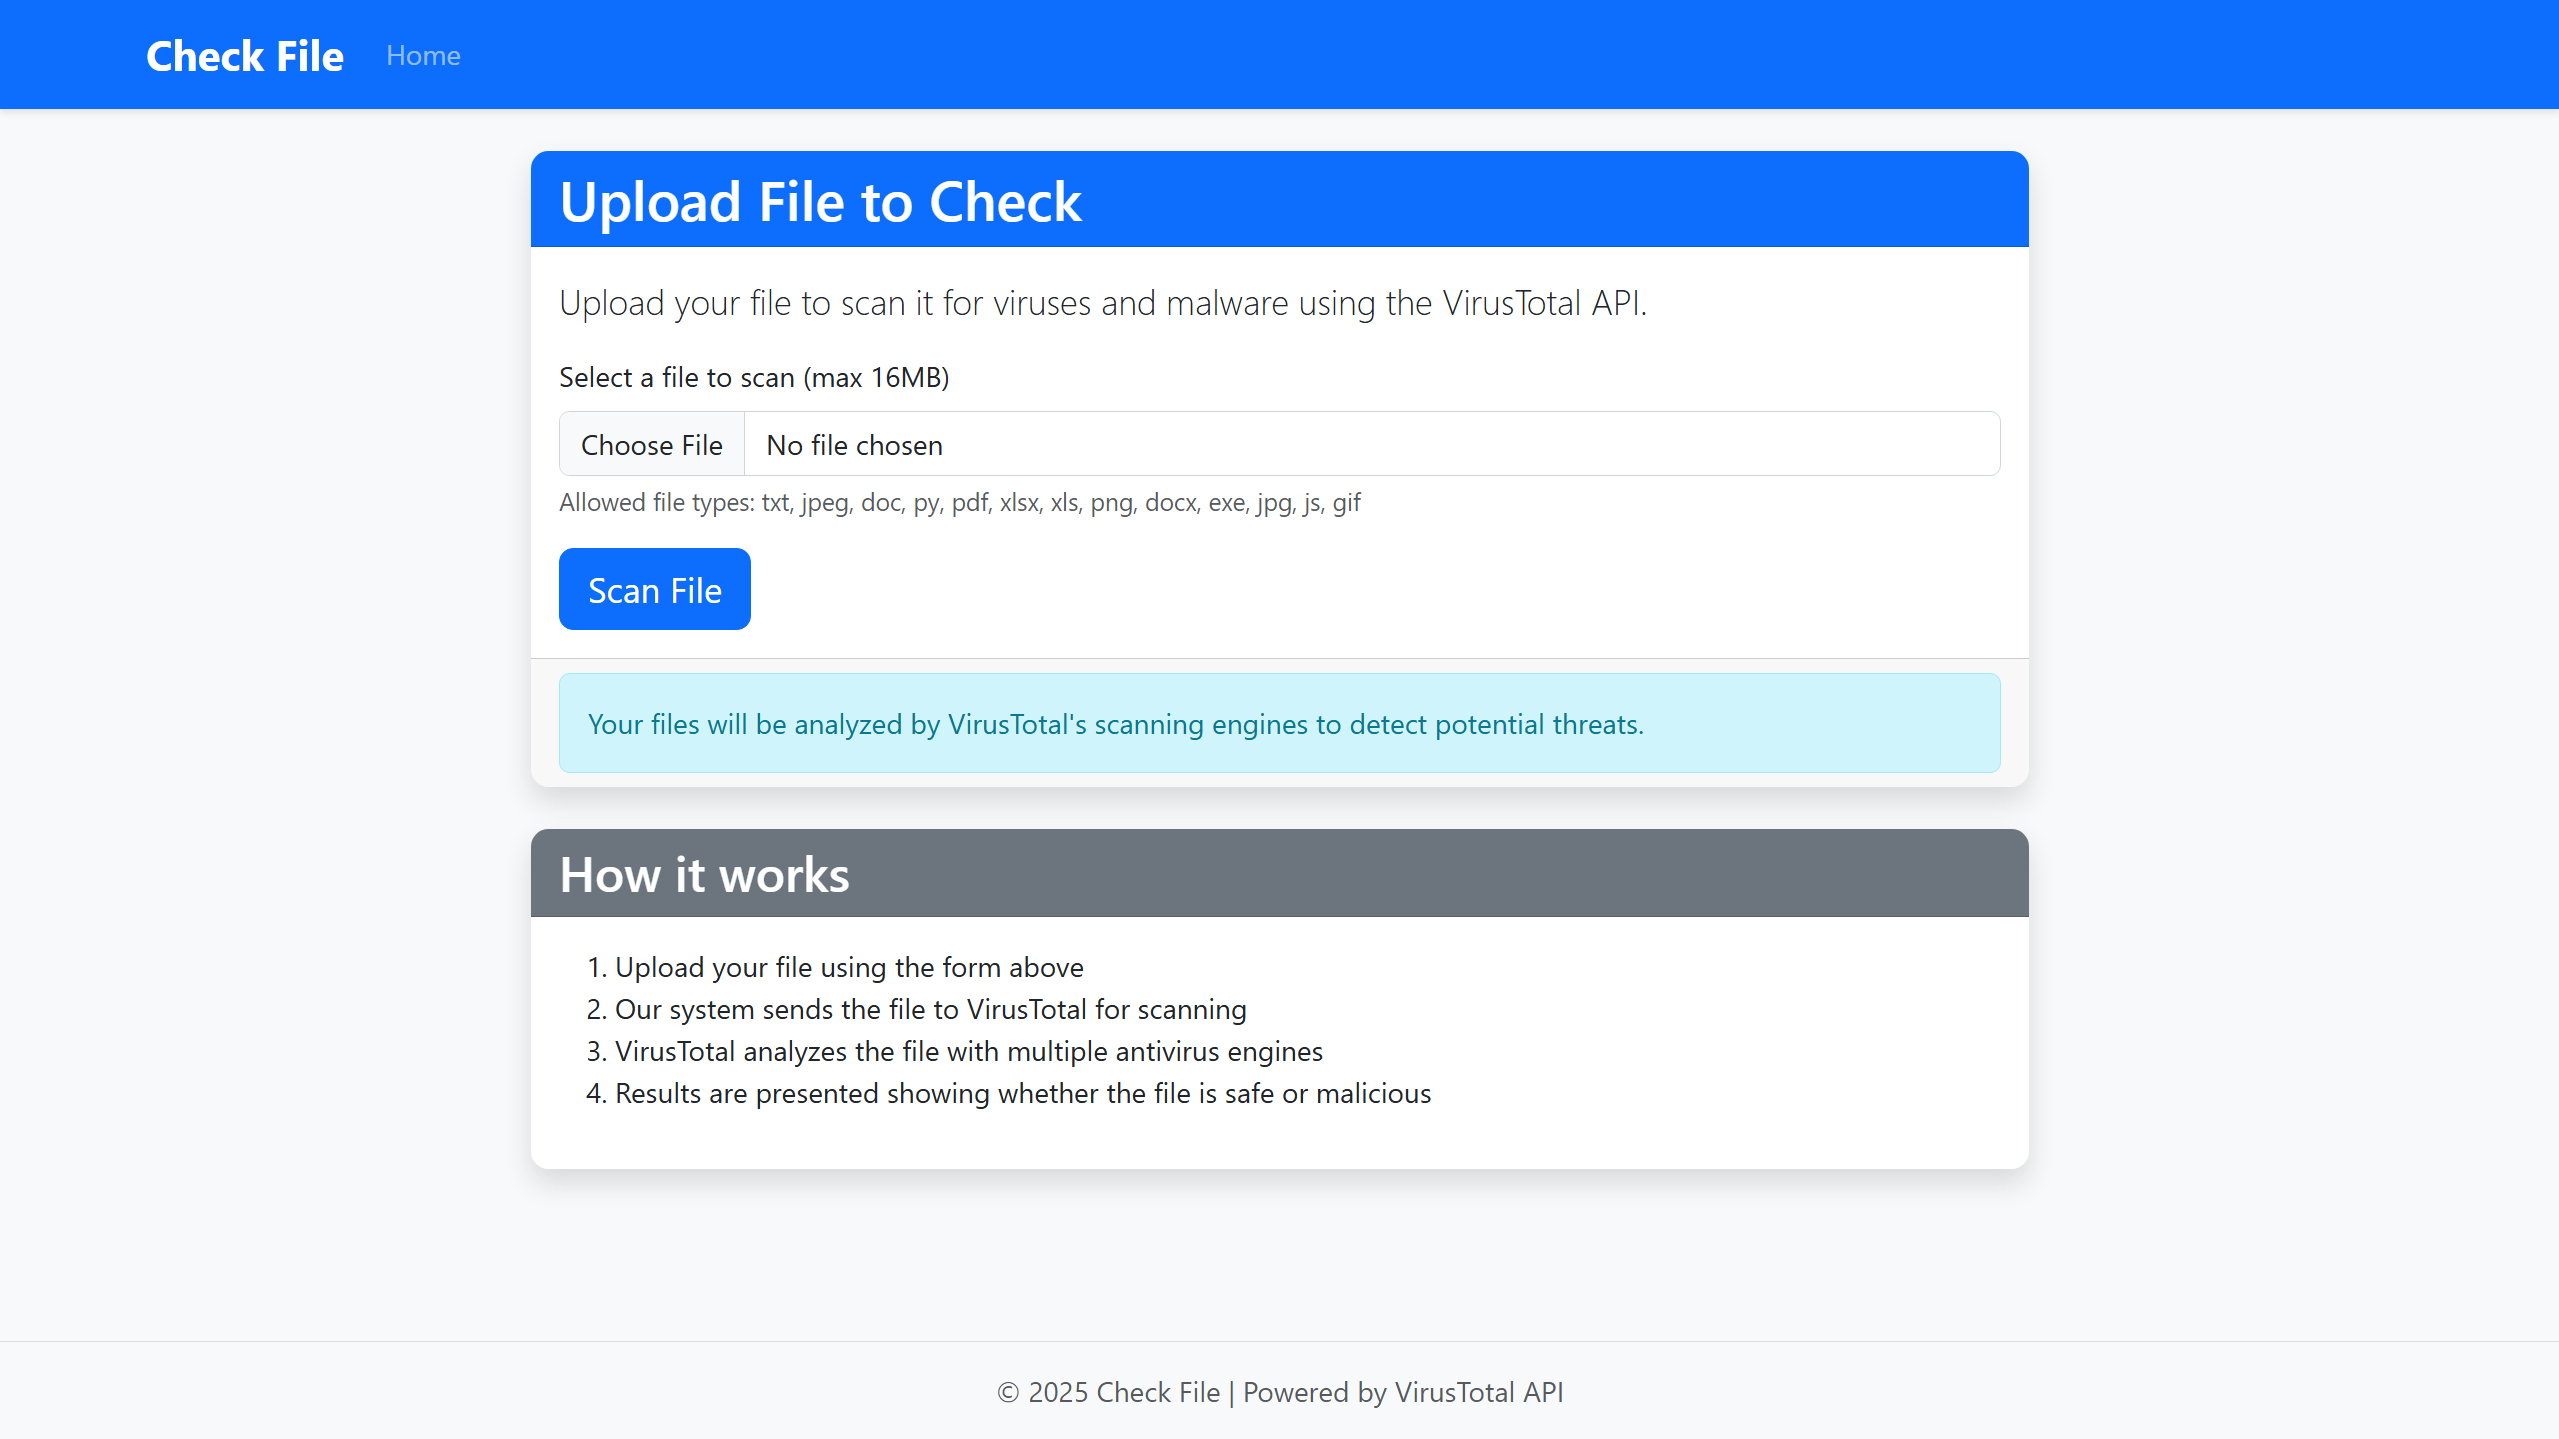 Check File Home
Upload File to Check
Upload your file to scan it for viruses and malware using the VirusTotal API.
Select a file to scan (max 16MB)
Choose File No file chosen
Allowed file types: txt, jpeg, doc, py, pdf, xlsx, xls, png, docx, exe, jpg, js, gif
Scan File
Your files will be analyzed by VirusTotal's scanning engines to detect potential threats.
How it works
1. Upload your file using the form above
2. Our system sends the file to VirusTotal for scanning
3. VirusTotal analyzes the file with multiple antivirus engines
4. Results are presented showing whether the file is safe or malicious
© 2025 Check File | Powered by VirusTotal API